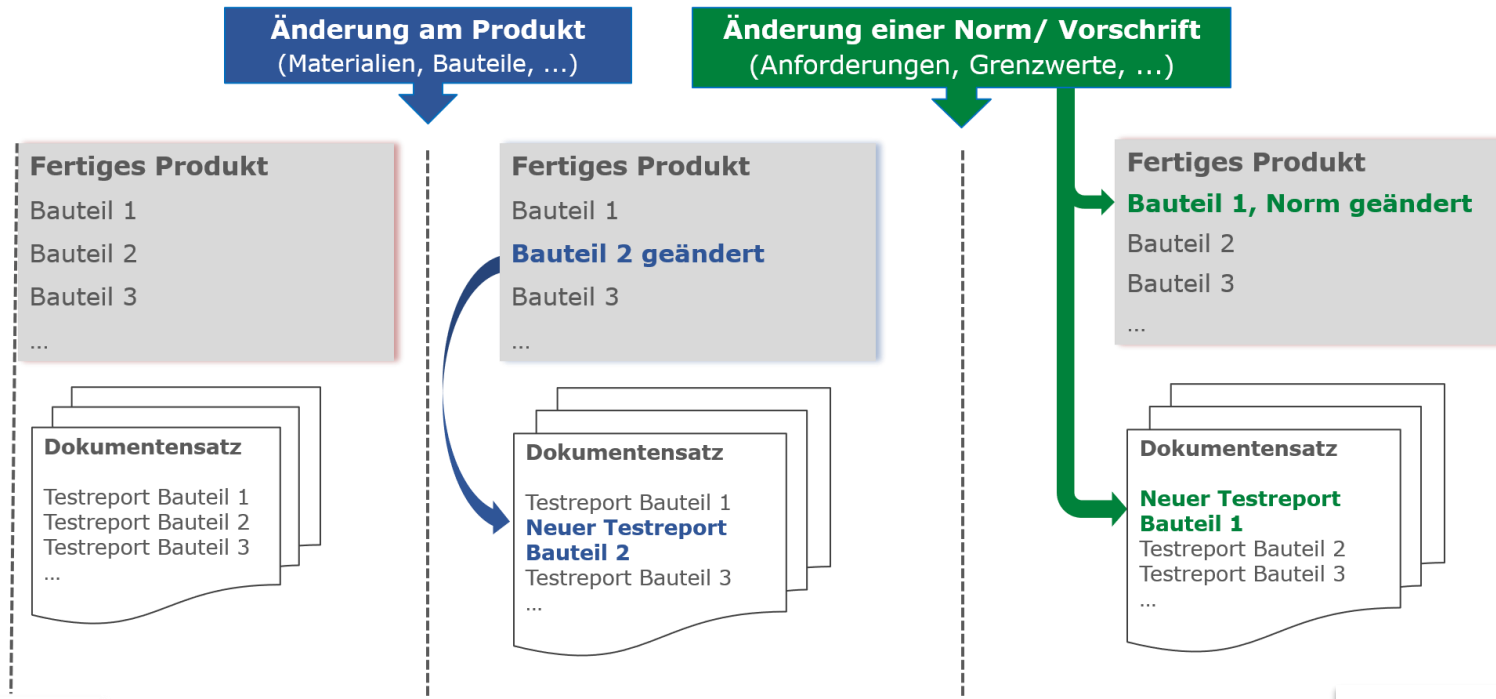 Änderung am Produkt
(Materialien, Bauteile, ...)
Änderung einer Norm/ Vorschrift
(Anforderungen, Grenzwerte, ...)
Fertiges Produkt
Bauteil 1
Bauteil 2
Bauteil 3
...
Dokumentensatz
Testreport Bauteil 1
Testreport Bauteil 2
Testreport Bauteil 3
...
Fertiges Produkt
Bauteil 1
Bauteil 2 geändert
Bauteil 3
...
Dokumentensatz
Testreport Bauteil 1
Neuer Testreport
Bauteil 2
Testreport Bauteil 3
...
Fertiges Produkt
Bauteil 1, Norm geändert
Bauteil 2
Bauteil 3
...
Dokumentensatz
Neuer Testreport
Bauteil 1
Testreport Bauteil 2
Testreport Bauteil 3
...